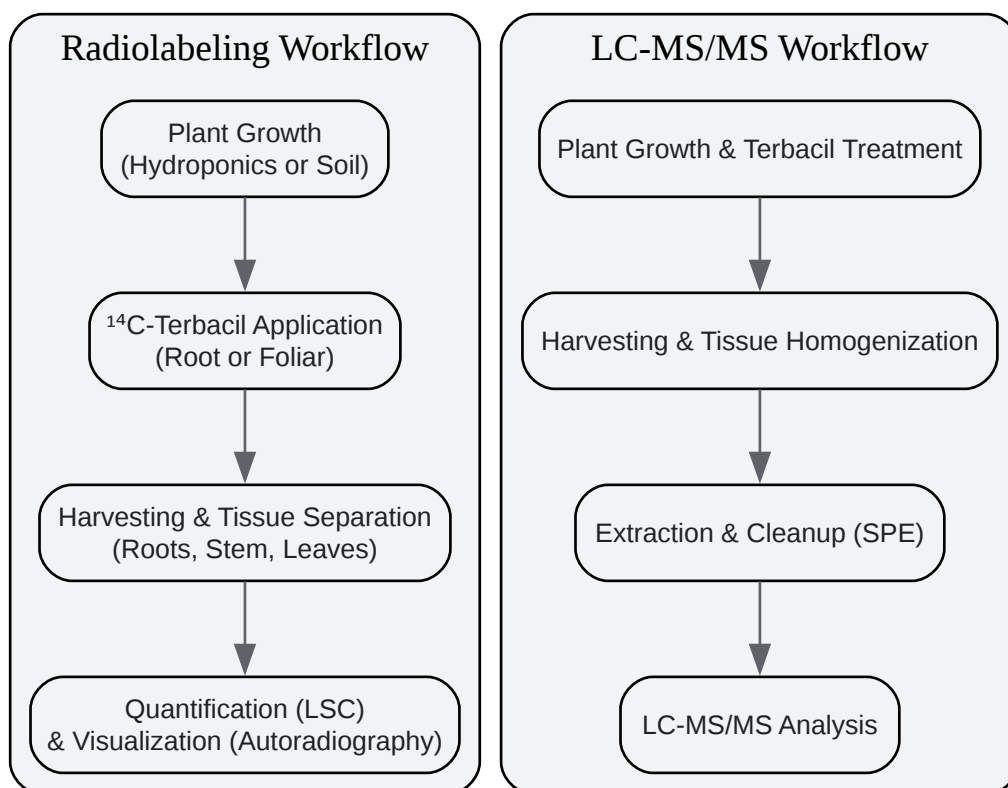 Radiolabeling Workflow
Plant Growth
(Hydroponics or Soil)
¹⁴C-Terbacil Application
(Root or Foliar)
Harvesting & Tissue Separation
(Roots, Stem, Leaves)
Quantification (LSC)
& Visualization (Autoradiography)
LC-MS/MS Workflow
Plant Growth & Terbacil Treatment
Harvesting & Tissue Homogenization
Extraction & Cleanup (SPE)
LC-MS/MS Analysis